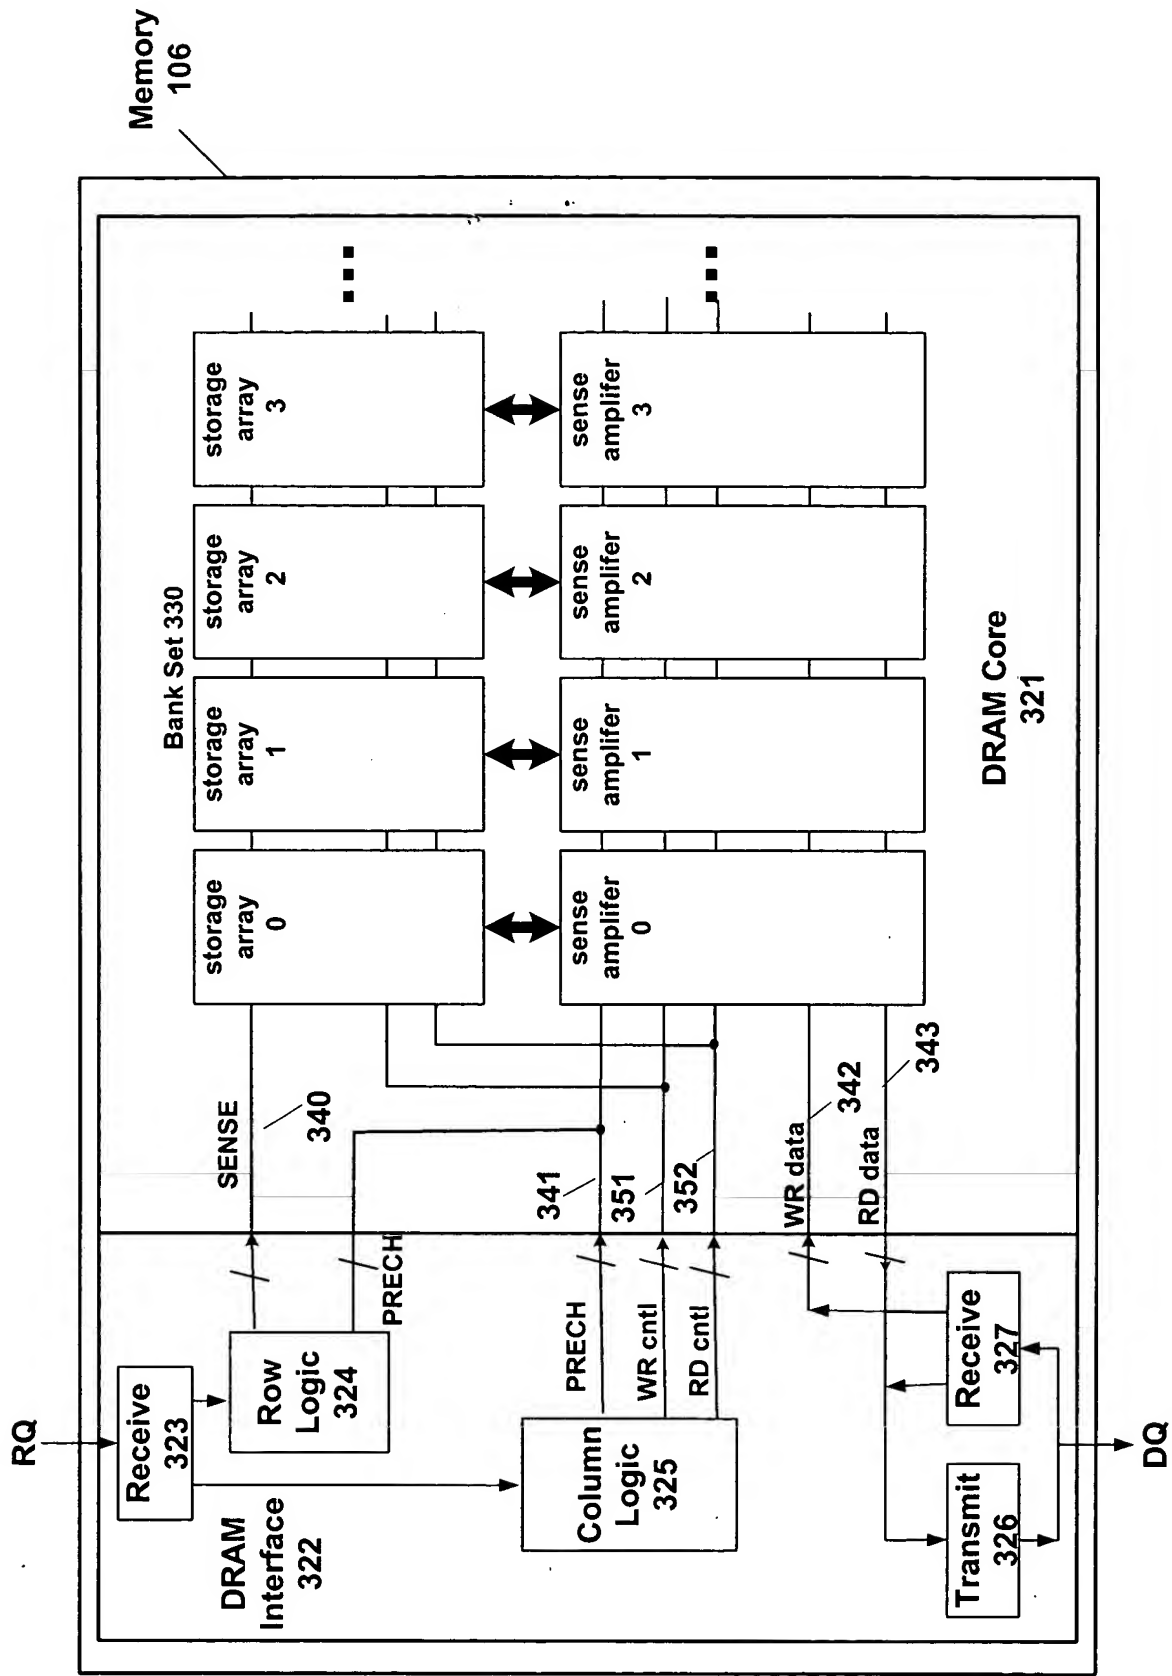 Memory
106
Bank Set 330
storage
array
0
storage
array
1
storage
array
2
storage
array
3
sense
amplifer
0
sense
amplifer
1
sense
amplifer
2
sense
amplifer
3
DRAM Core
321
SENSE
340
341
351
352
WR data
342
RD data
343
RQ
Receive
323
Row
Logic
324
PRECH
DRAM
Interface
322
Column
Logic
325
PRECH
WR cntl
RD cntl
Transmit
326
Receive
327
DQ